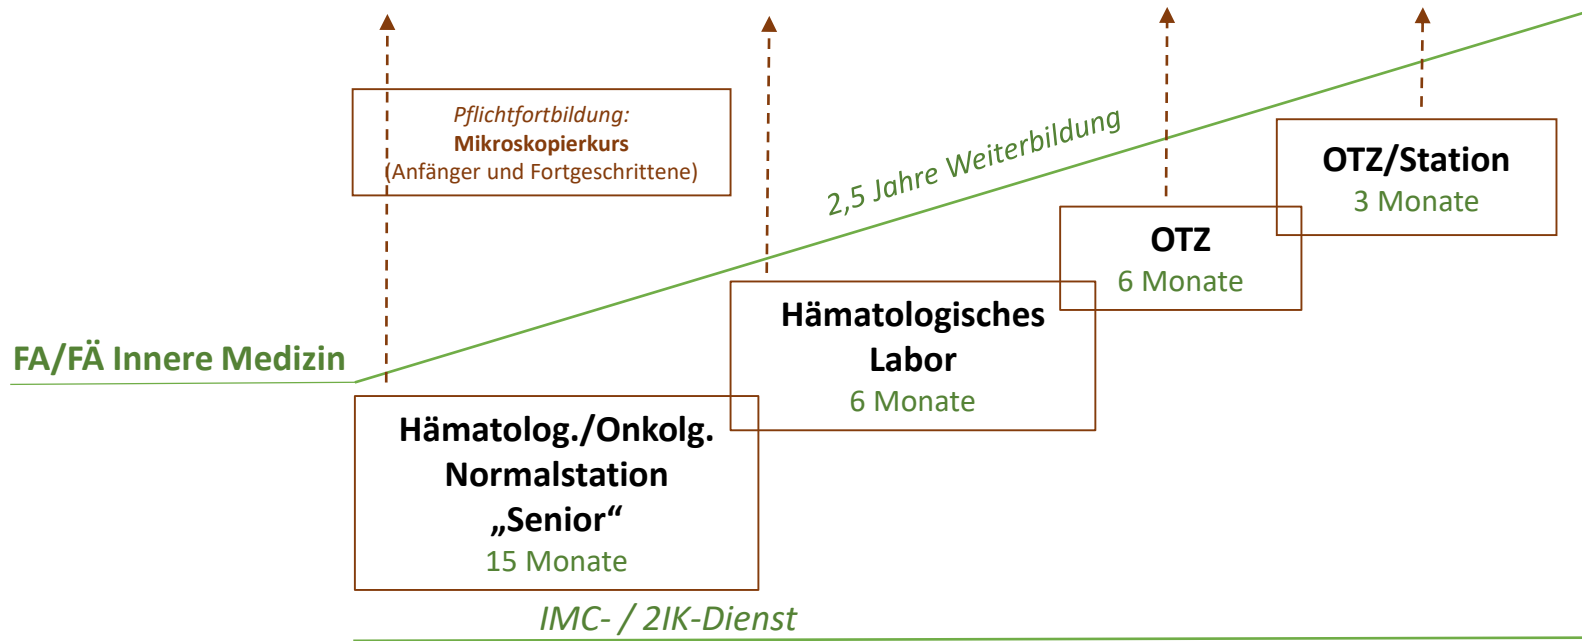 Pflichtfortbildung:
Mikroskopierkurs
(Anfänger und Fortgeschrittene)
2,5 Jahre Weiterbildung
OTZ/Station
3 Monate
OTZ
6 Monate
Hämatologisches
Labor
6 Monate
FA/FÄ Innere Medizin
Hämatolog./Onkolg.
Normalstation
„Senior“
15 Monate
IMC- / 2IK-Dienst